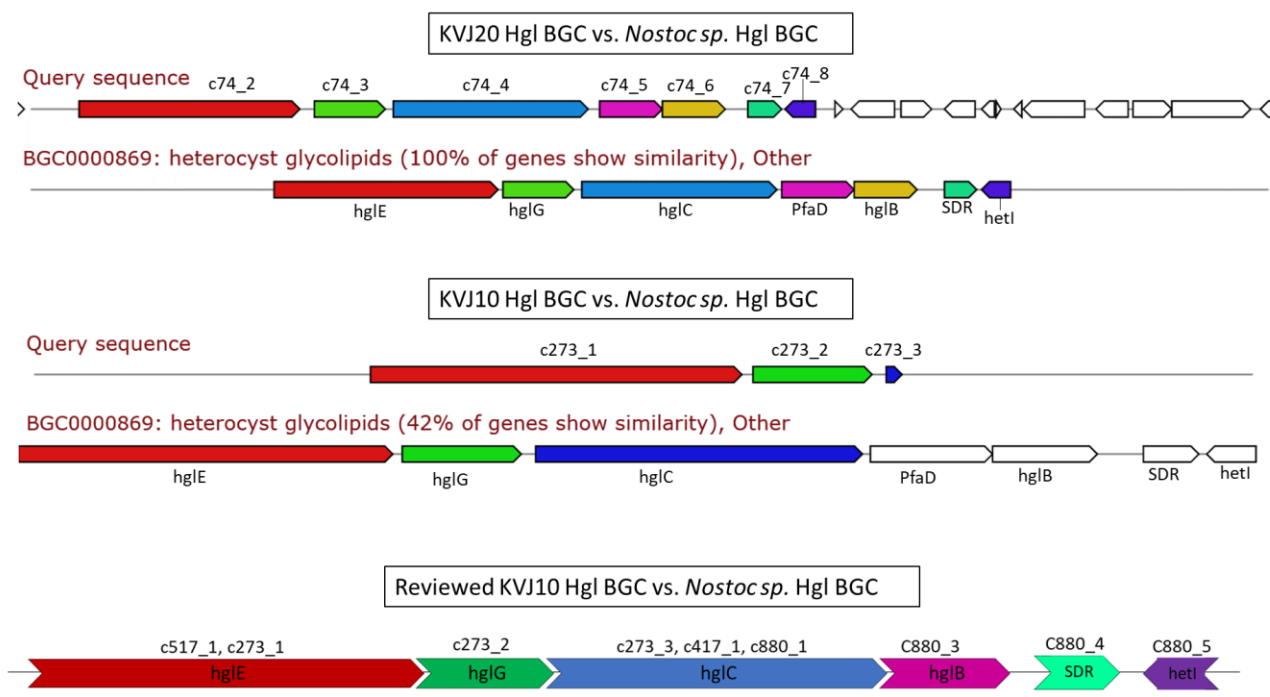 KVJ20 Hgl BGC vs. Nostoc sp. Hgl BGC
Query sequence
c74_2 c74_3 c74_4 c74_5 c74_6 c74_7 c74_8
BGC0000869: heterocyst glycolipids (100% of genes show similarity), Other
hglE hglG hglC PfaD hglB SDR hetI
KVJ10 Hgl BGC vs. Nostoc sp. Hgl BGC
Query sequence
c273_1 c273_2 c273_3
BGC0000869: heterocyst glycolipids (42% of genes show similarity), Other
hglE hglG hglC PfaD hglB SDR hetI
Reviewed KVJ10 Hgl BGC vs. Nostoc sp. Hgl BGC
c517_1, c273_1 c273_2 c273_3, c417_1, c880_1 C880_3 C880_4 C880_5
hglE hglG hglC hglB SDR hetI